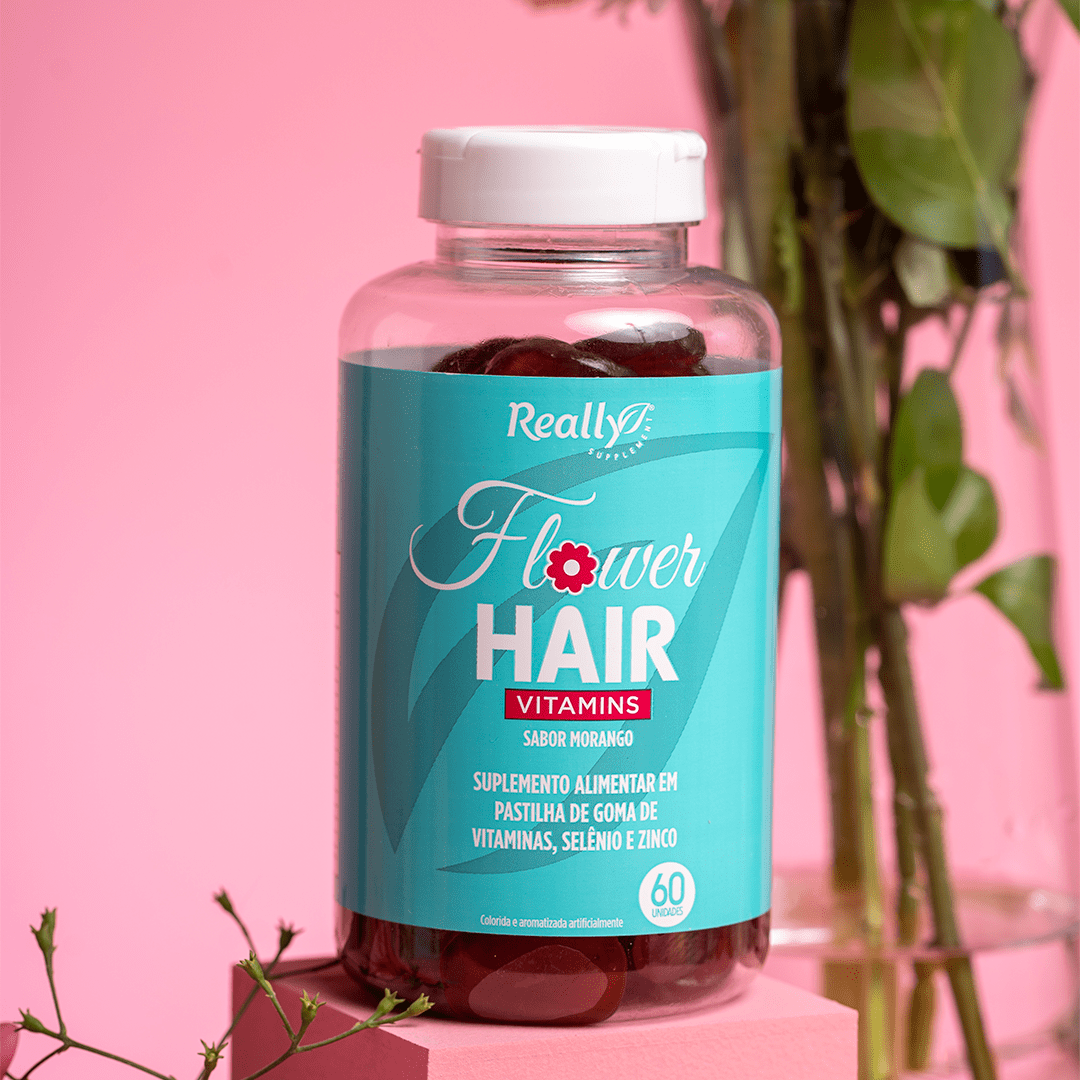 Really®
SUPPLEMENT
Flower
HAIR
VITAMINS
SABOR MORANGO
SUPLEMENTO ALIMENTAR EM
PASTILHA DE GOMA DE
VITAMINAS, SELÊNIO E ZINCO
60
UNIDADES
Colorida e aromatizada artificialmente